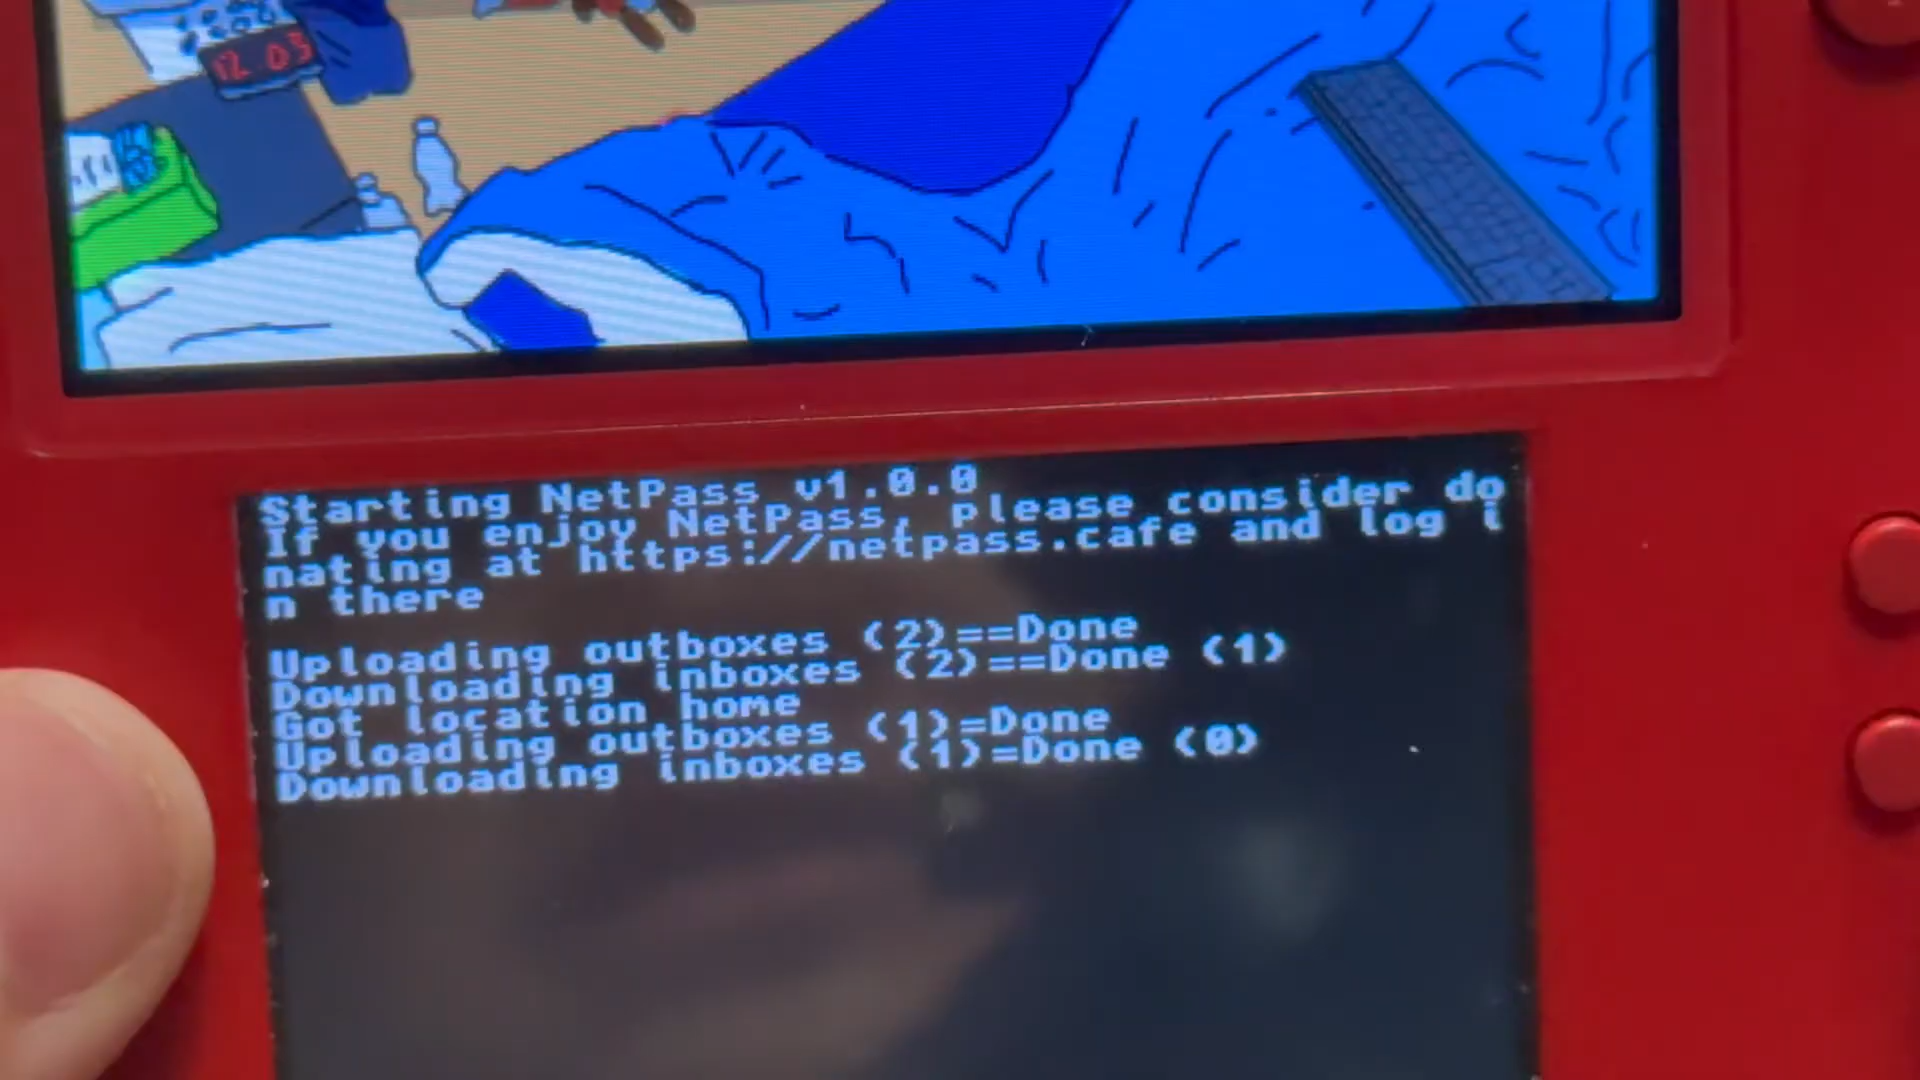 12.03
Starting NetPass v1.0.0
If you enjoy NetPass, please consider do
nating at https://netpass.cafe and log i
n there
Uploading outboxes (2)==Done
Downloading inboxes (2)==Done (1)
Got location home
Uploading outboxes (1)=Done
Downloading inboxes (1)=Done (0)